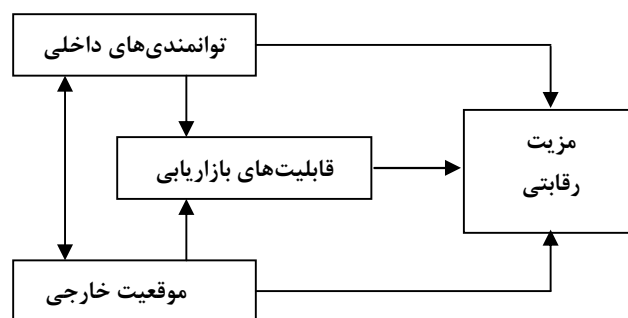 توانمندی‌های داخلی
قابلیت‌های بازاریابی
مزیت
رقابتی
موقعیت خارجی